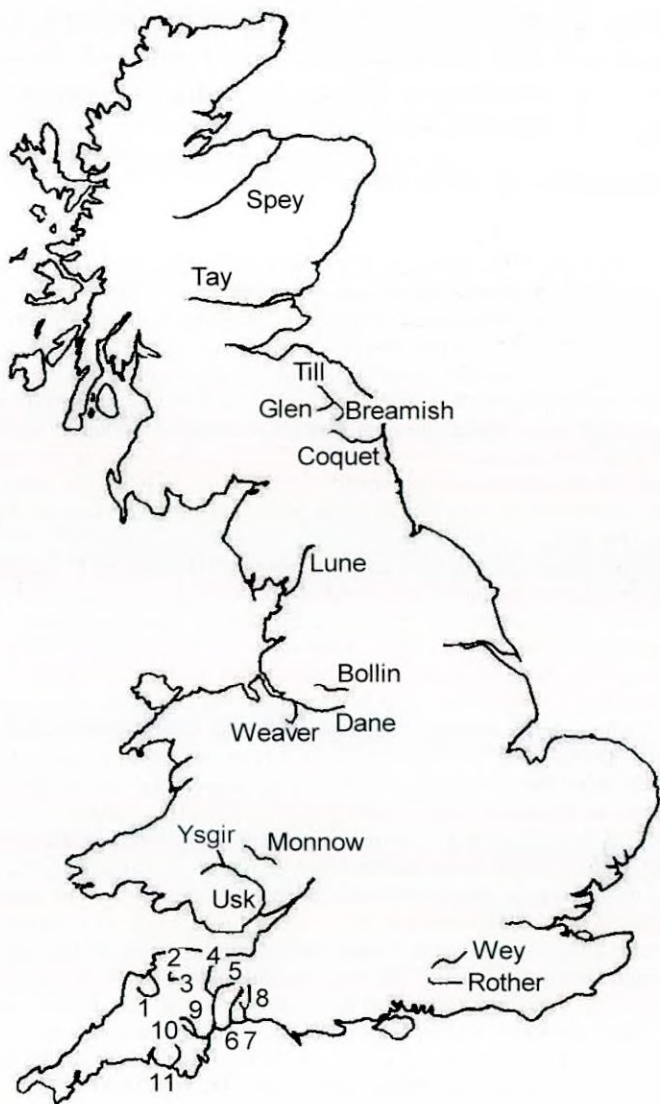 Spey
Tay
Till
Glen Breamish
Coquet
Lune
Bollin
Weaver Dane
Ysgir Monnow
Usk
2 4 Wey
3 5 Rother
1 9 8
10 6 7
11